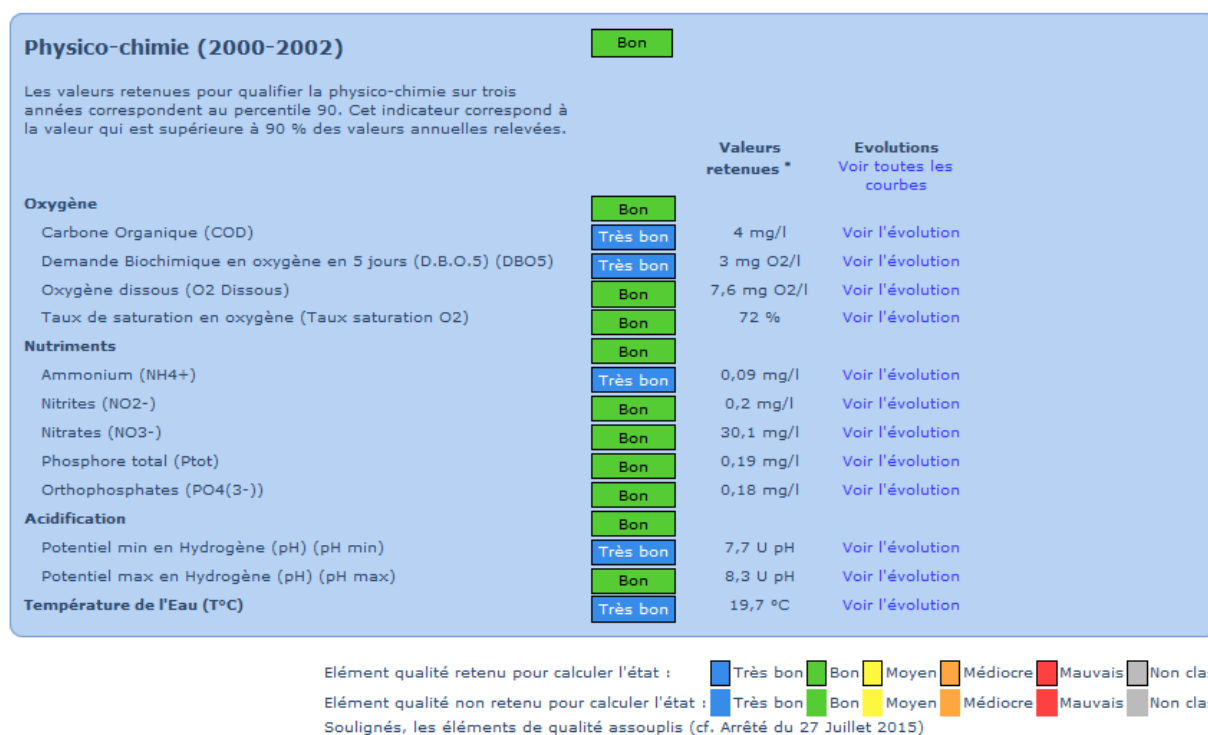 Physico-chimie (2000-2002) Bon
Les valeurs retenues pour qualifier la physico-chimie sur trois
années correspondent au percentile 90. Cet indicateur correspond à
la valeur qui est supérieure à 90 % des valeurs annuelles relevées.
Valeurs Evolutions
retenues * Voir toutes les
courbes
Oxygène Bon
Carbone Organique (COD) Très bon 4 mg/l Voir l'évolution
Demande Biochimique en oxygène en 5 jours (D.B.O.5) (DBO5) Très bon 3 mg O2/l Voir l'évolution
Oxygène dissous (O2 Dissous) Bon 7,6 mg O2/l Voir l'évolution
Taux de saturation en oxygène (Taux saturation O2) Bon 72 % Voir l'évolution
Nutriments Bon
Ammonium (NH4+) Très bon 0,09 mg/l Voir l'évolution
Nitrites (NO2-) Bon 0,2 mg/l Voir l'évolution
Nitrates (NO3-) Bon 30,1 mg/l Voir l'évolution
Phosphore total (Ptot) Bon 0,19 mg/l Voir l'évolution
Orthophosphates (PO4(3-)) Bon 0,18 mg/l Voir l'évolution
Acidification Bon
Potentiel min en Hydrogène (pH) (pH min) Très bon 7,7 U pH Voir l'évolution
Potentiel max en Hydrogène (pH) (pH max) Bon 8,3 U pH Voir l'évolution
Température de l'Eau (T°C) Très bon 19,7 °C Voir l'évolution
Elément qualité retenu pour calculer l'état : Très bon Bon Moyen Médiocre Mauvais Non cla
Elément qualité non retenu pour calculer l'état : Très bon Bon Moyen Médiocre Mauvais Non cla
Soulignés, les éléments de qualité assouplis (cf. Arrêté du 27 Juillet 2015)